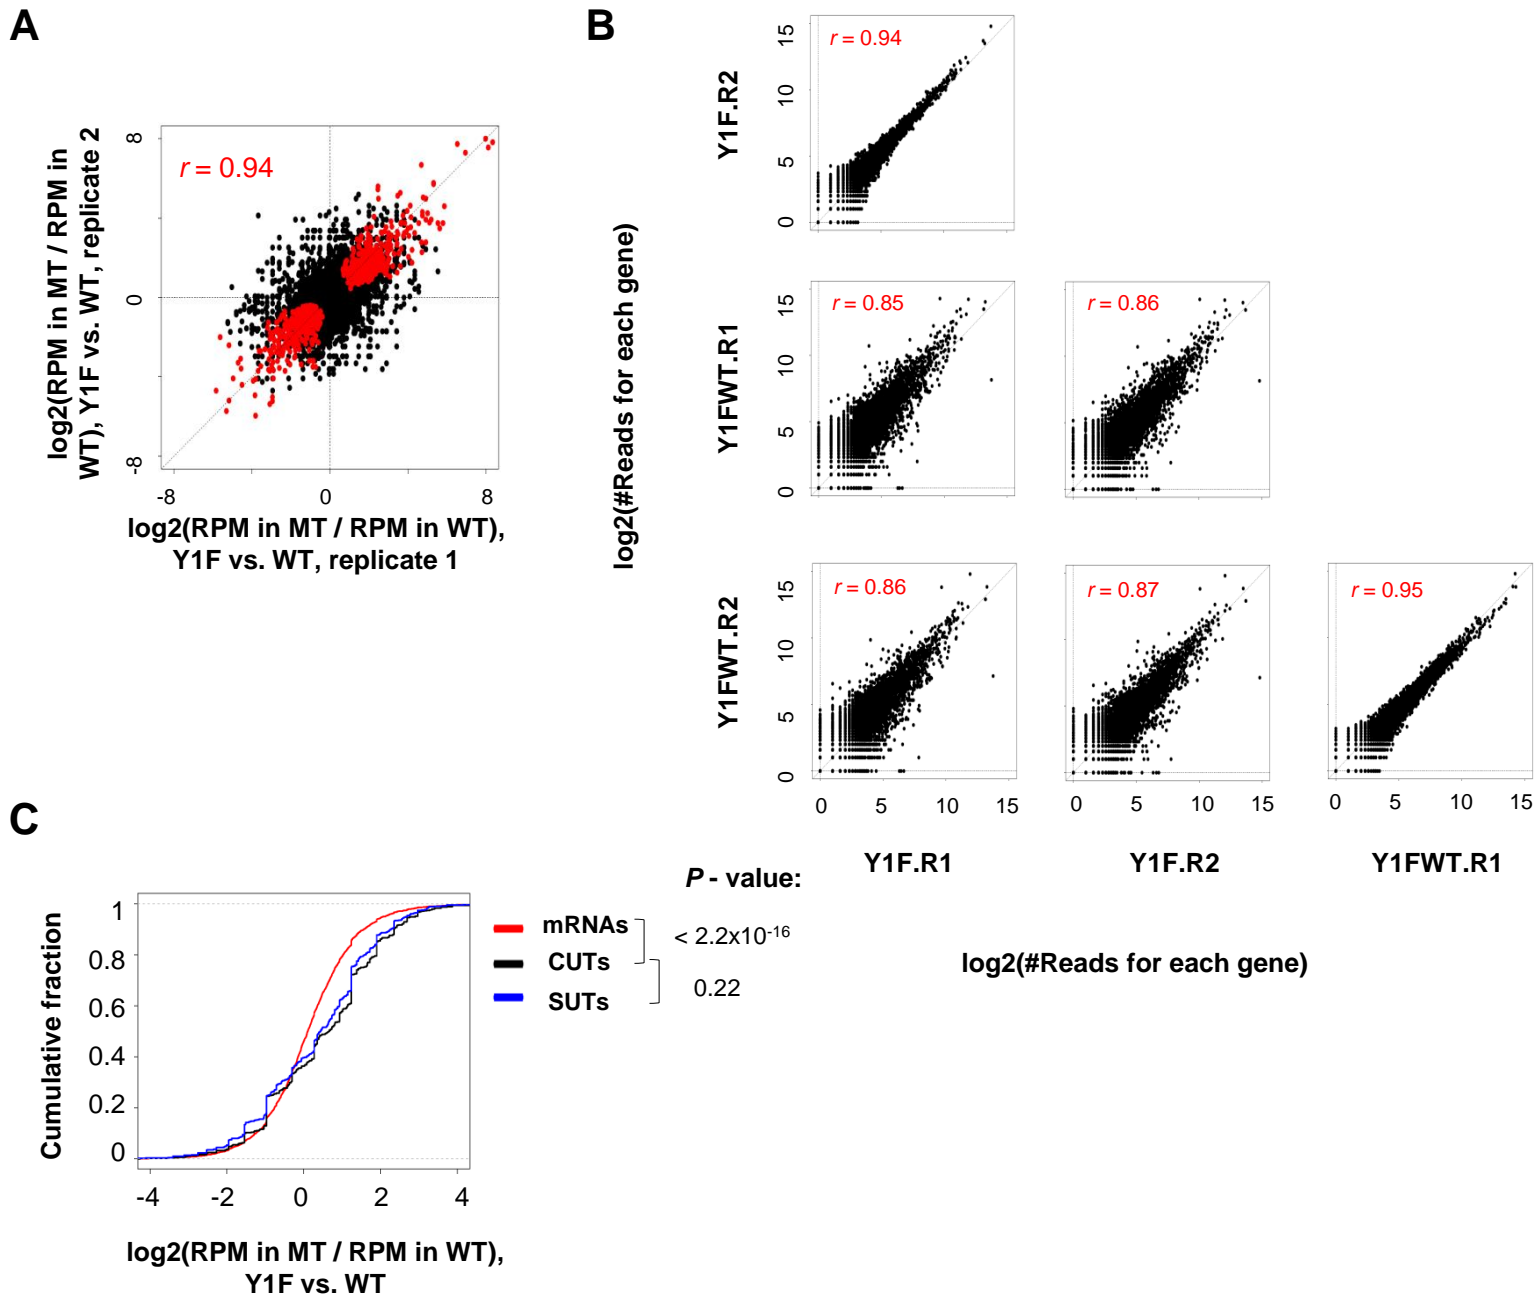 A
log2(RPM in MT / RPM in
WT), Y1F vs. WT, replicate 2
8
0
-8
r = 0.94
-8
0
8
log2(RPM in MT / RPM in WT),
Y1F vs. WT, replicate 1
B
log2(#Reads for each gene)
Y1F.R2
15
10
5
0
r = 0.94
Y1FWT.R1
15
10
5
0
r = 0.85
r = 0.86
Y1FWT.R2
15
10
5
0
r = 0.86
r = 0.87
r = 0.95
0
5
10
15
0
5
10
15
0
5
10
15
Y1F.R1
Y1F.R2
Y1FWT.R1
log2(#Reads for each gene)
C
Cumulative fraction
1
0.8
0.6
0.4
0.2
0
-4
-2
0
2
4
log2(RPM in MT / RPM in WT),
Y1F vs. WT
P - value:
mRNAs
CUTs
SUTs
< 2.2x10⁻¹⁶
0.22